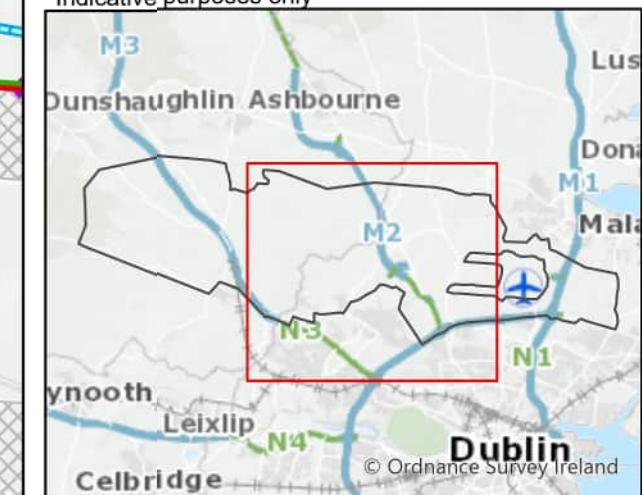 Indicative purposes only
M3
Lus
Dunshaughlin Ashbourne
Dona
M1
Mala
M2
N3
N1
ynooth
Leixlip
N4
Dublin
© Ordnance Survey Ireland
Celbridge